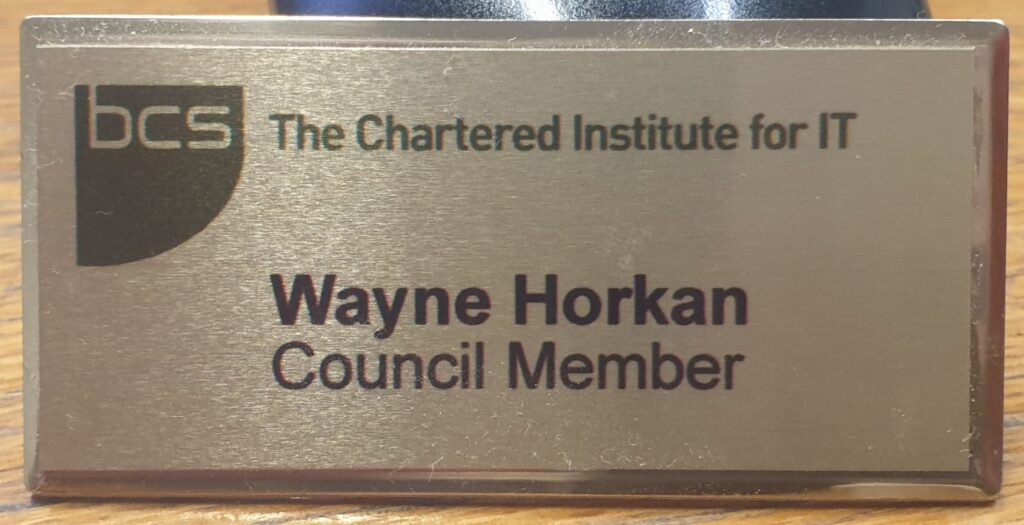 bcs The Chartered Institute for IT
Wayne Horkan
Council Member